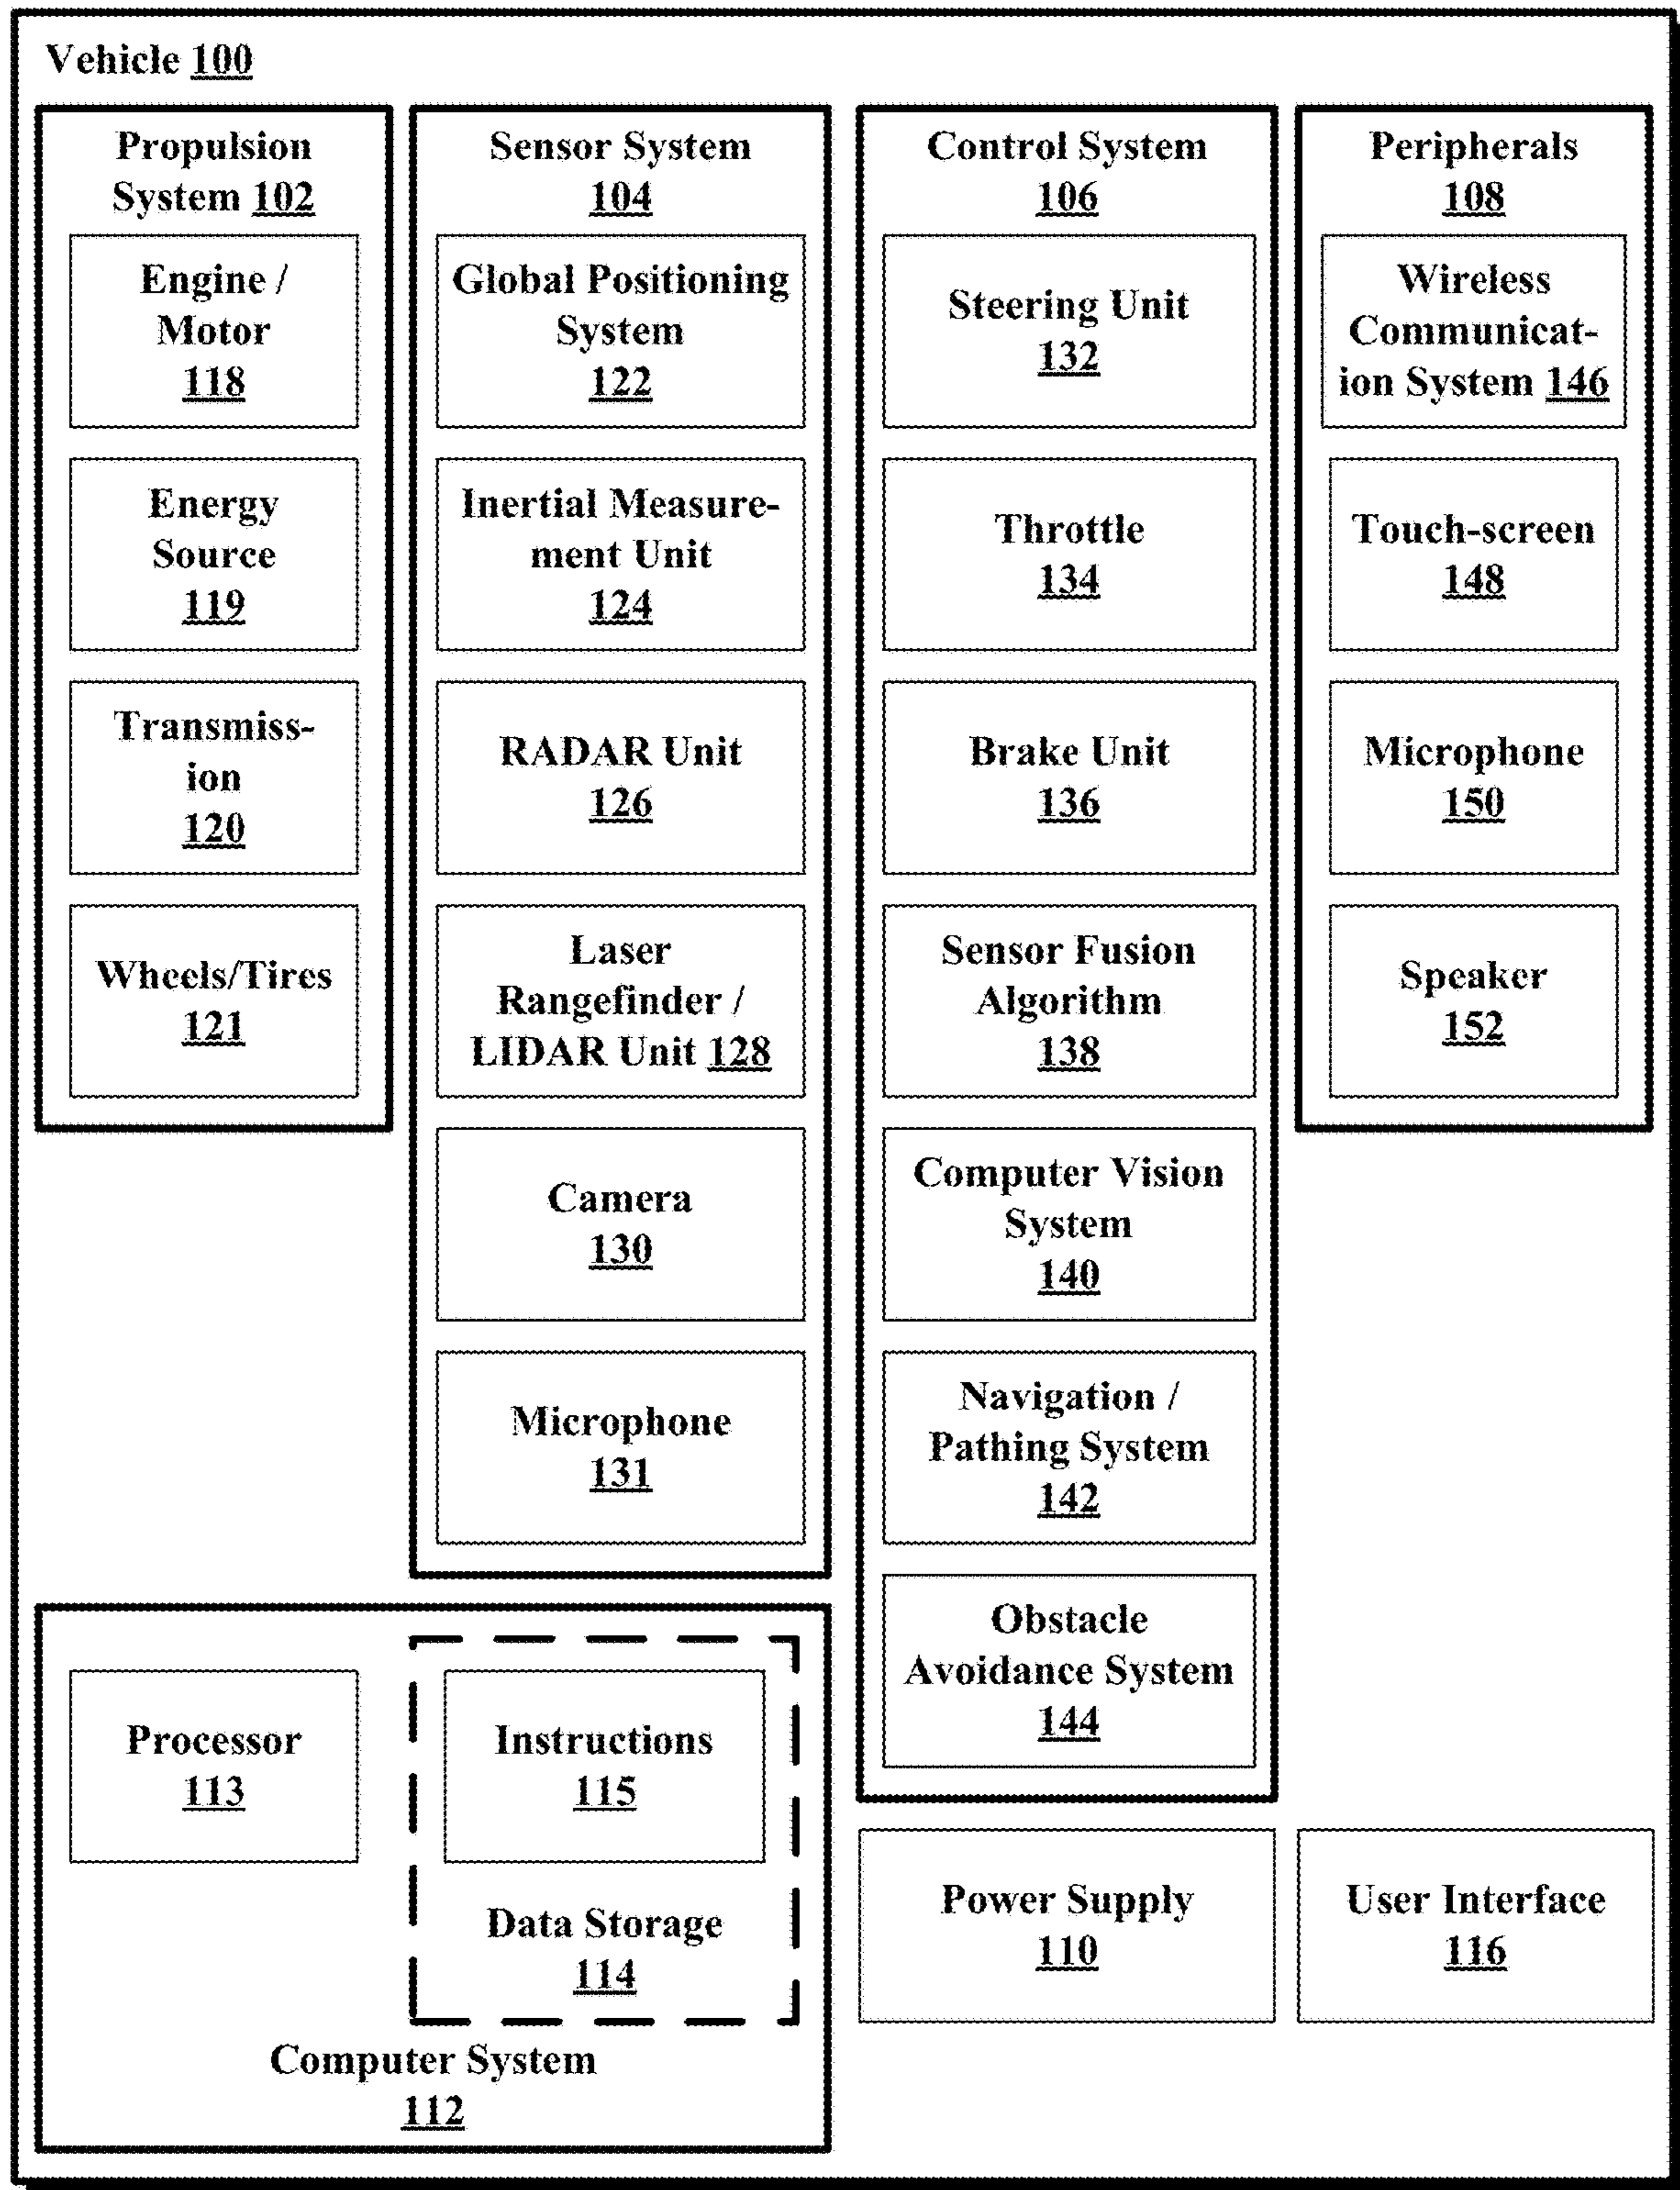 Vehicle 100
Propulsion
System 102
Engine /
Motor
118
Energy
Source
119
Transmiss-
ion
120
Wheels/Tires
121
Sensor System
104
Global Positioning
System
122
Inertial Measure-
ment Unit
124
RADAR Unit
126
Laser
Rangefinder /
LIDAR Unit 128
Camera
130
Microphone
131
Control System
106
Steering Unit
132
Throttle
134
Brake Unit
136
Sensor Fusion
Algorithm
138
Computer Vision
System
140
Navigation /
Pathing System
142
Obstacle
Avoidance System
144
Peripherals
108
Wireless
Communicat-
ion System 146
Touch-screen
148
Microphone
150
Speaker
152
Processor
113
Instructions
115
Data Storage
114
Computer System
112
Power Supply
110
User Interface
116